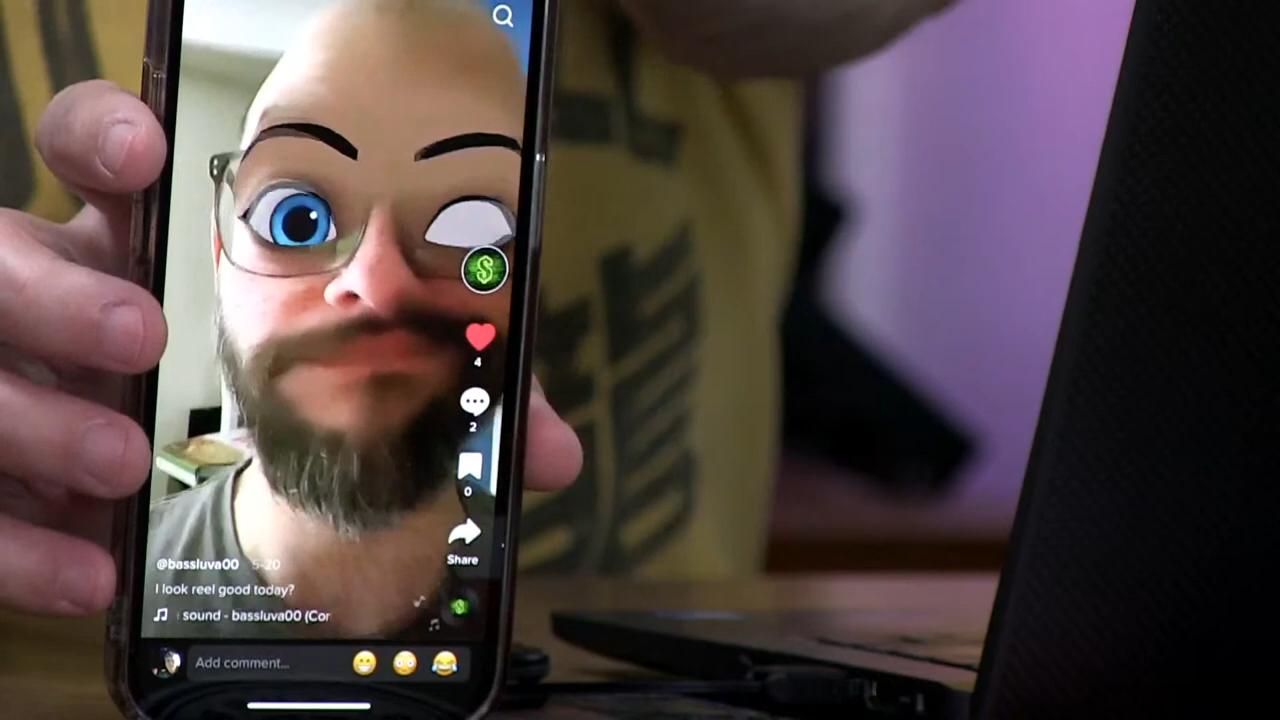 4
2
0
Share
@bassluva00 5-20
I look reel good today?
sound - bassluva00 (Cor
Add comment...